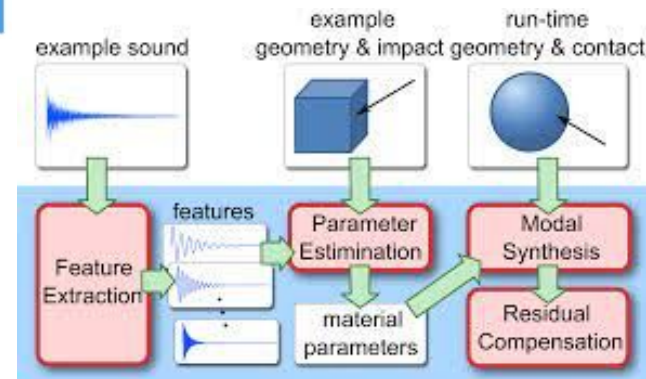 example sound
example
geometry & impact
run-time
geometry & contact
features
Feature
Extraction
Parameter
Estimination
material
parameters
Modal
Synthesis
Residual
Compensation